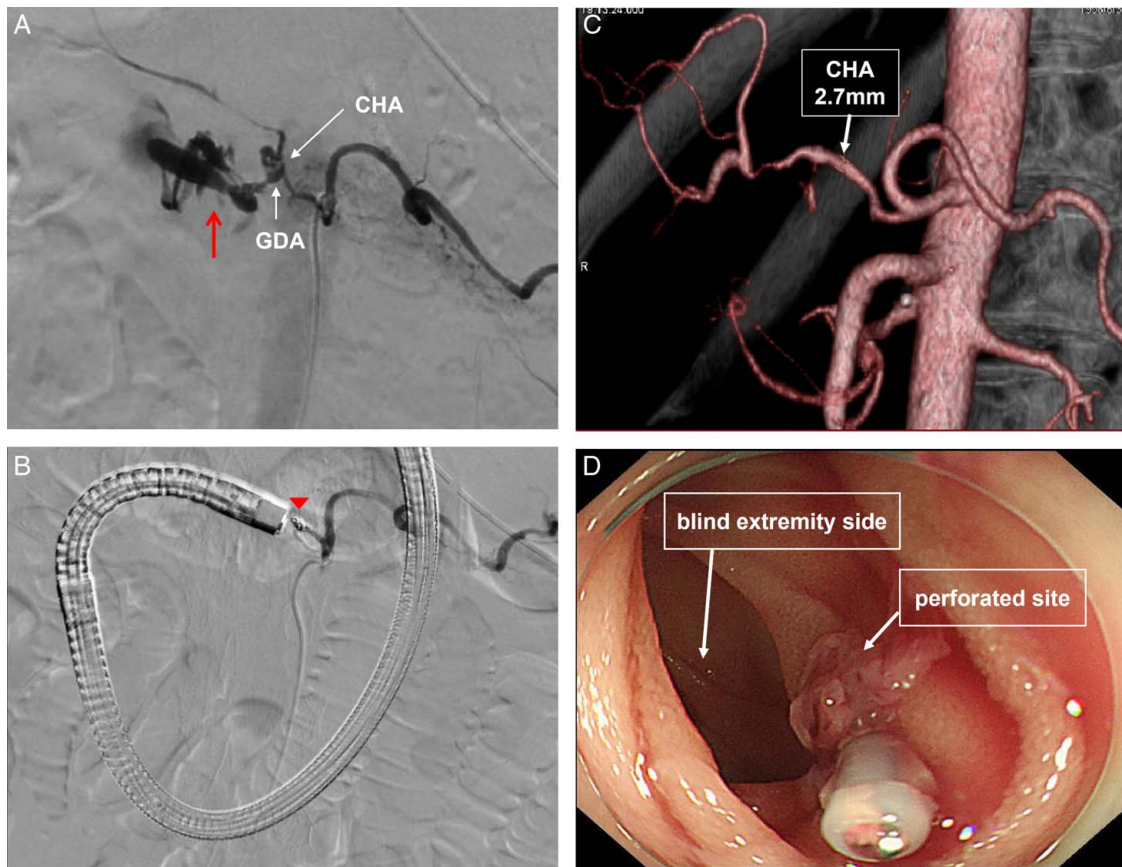 A
CHA
GDA
C
CHA
2.7mm
R
B
D
blind extremity side
perforated site